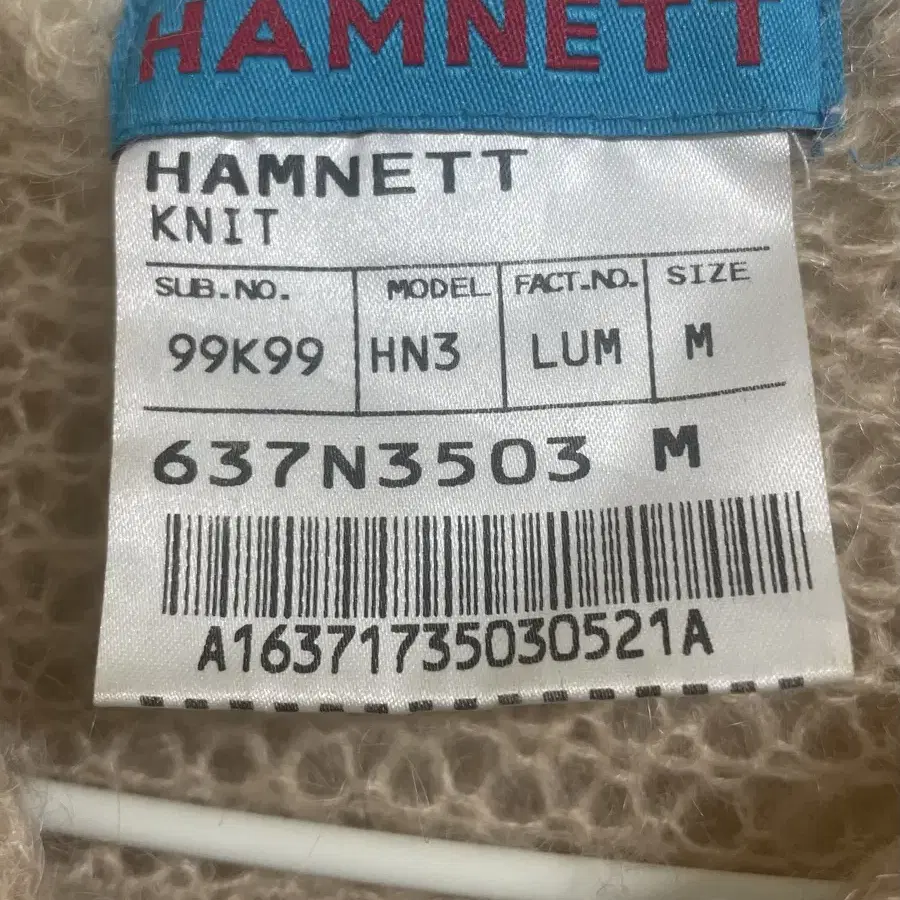 HAMNETT
HAMNETT
KNIT
SUB.NO. MODEL FACT.NO. SIZE
99K99 HN3 LUM M
637N3503 M
A16371735030521A